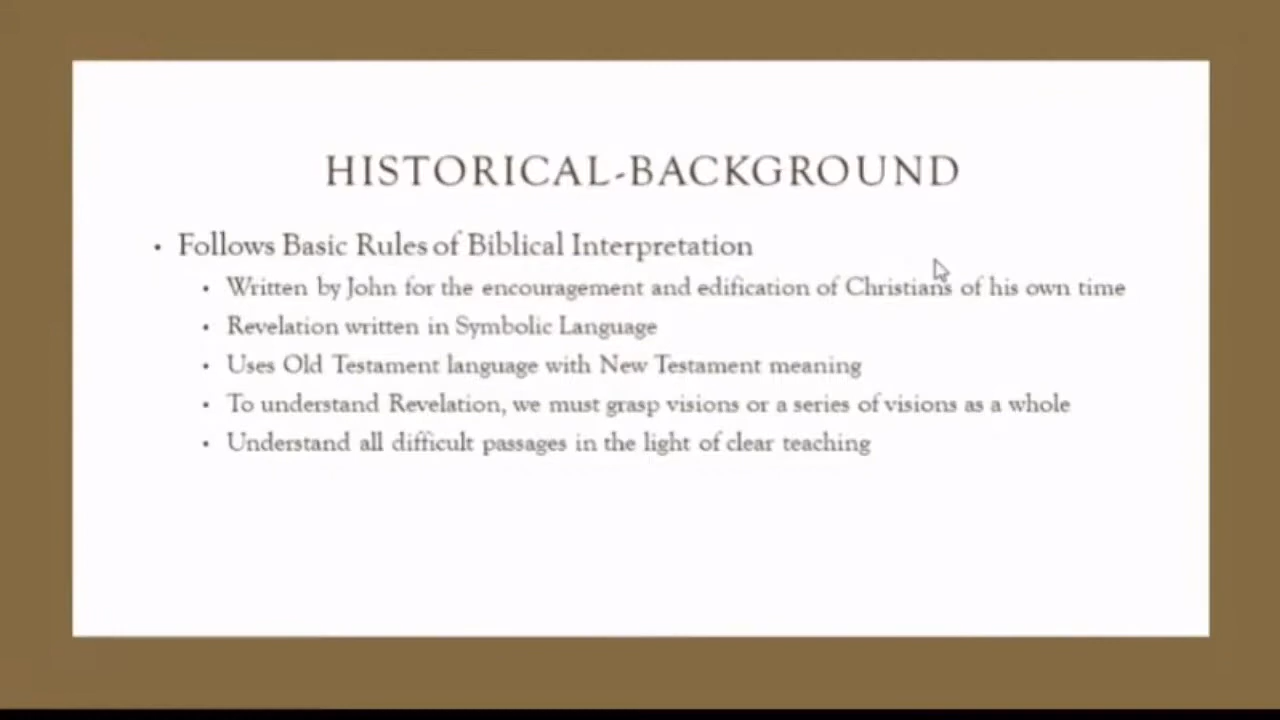 HISTORICAL-BACKGROUND
• Follows Basic Rules of Biblical Interpretation
• Written by John for the encouragement and edification of Christians of his own time
• Revelation written in Symbolic Language
• Uses Old Testament language with New Testament meaning
• To understand Revelation, we must grasp visions or a series of visions as a whole
• Understand all difficult passages in the light of clear teaching